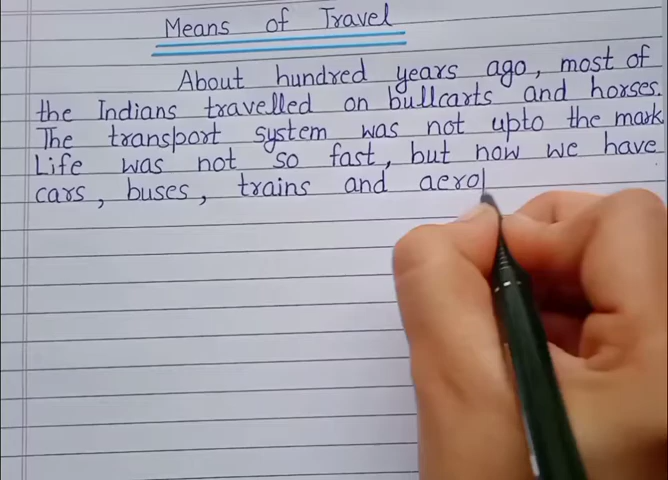 Means of Travel
About hundred years ago, most of
the Indians travelled on bullcarts and horses.
The transport system was not upto the mark.
Life was not so fast, but now we have
cars, buses, trains and aero